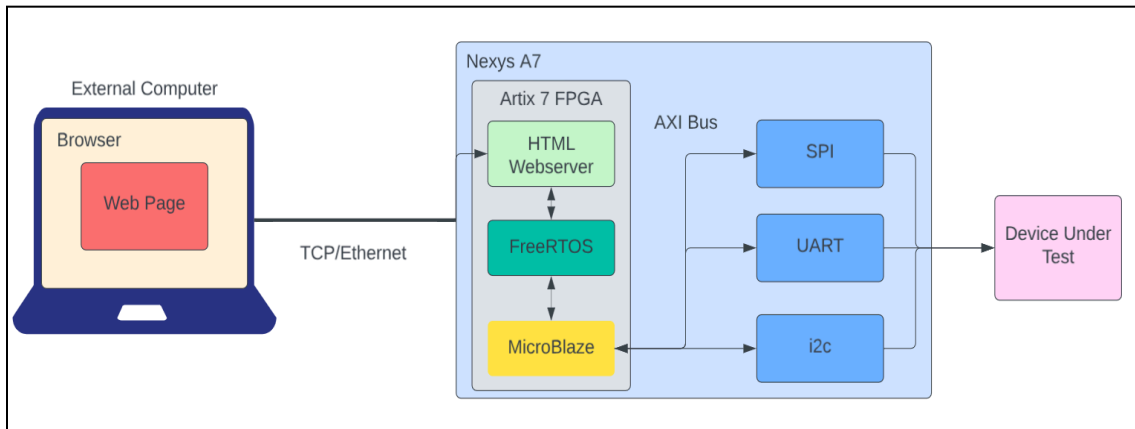 External Computer
Browser
Web Page
TCP/Ethernet
Nexys A7
Artix 7 FPGA
HTML
Webserver
FreeRTOS
MicroBlaze
AXI Bus
SPI
UART
i2c
Device Under
Test